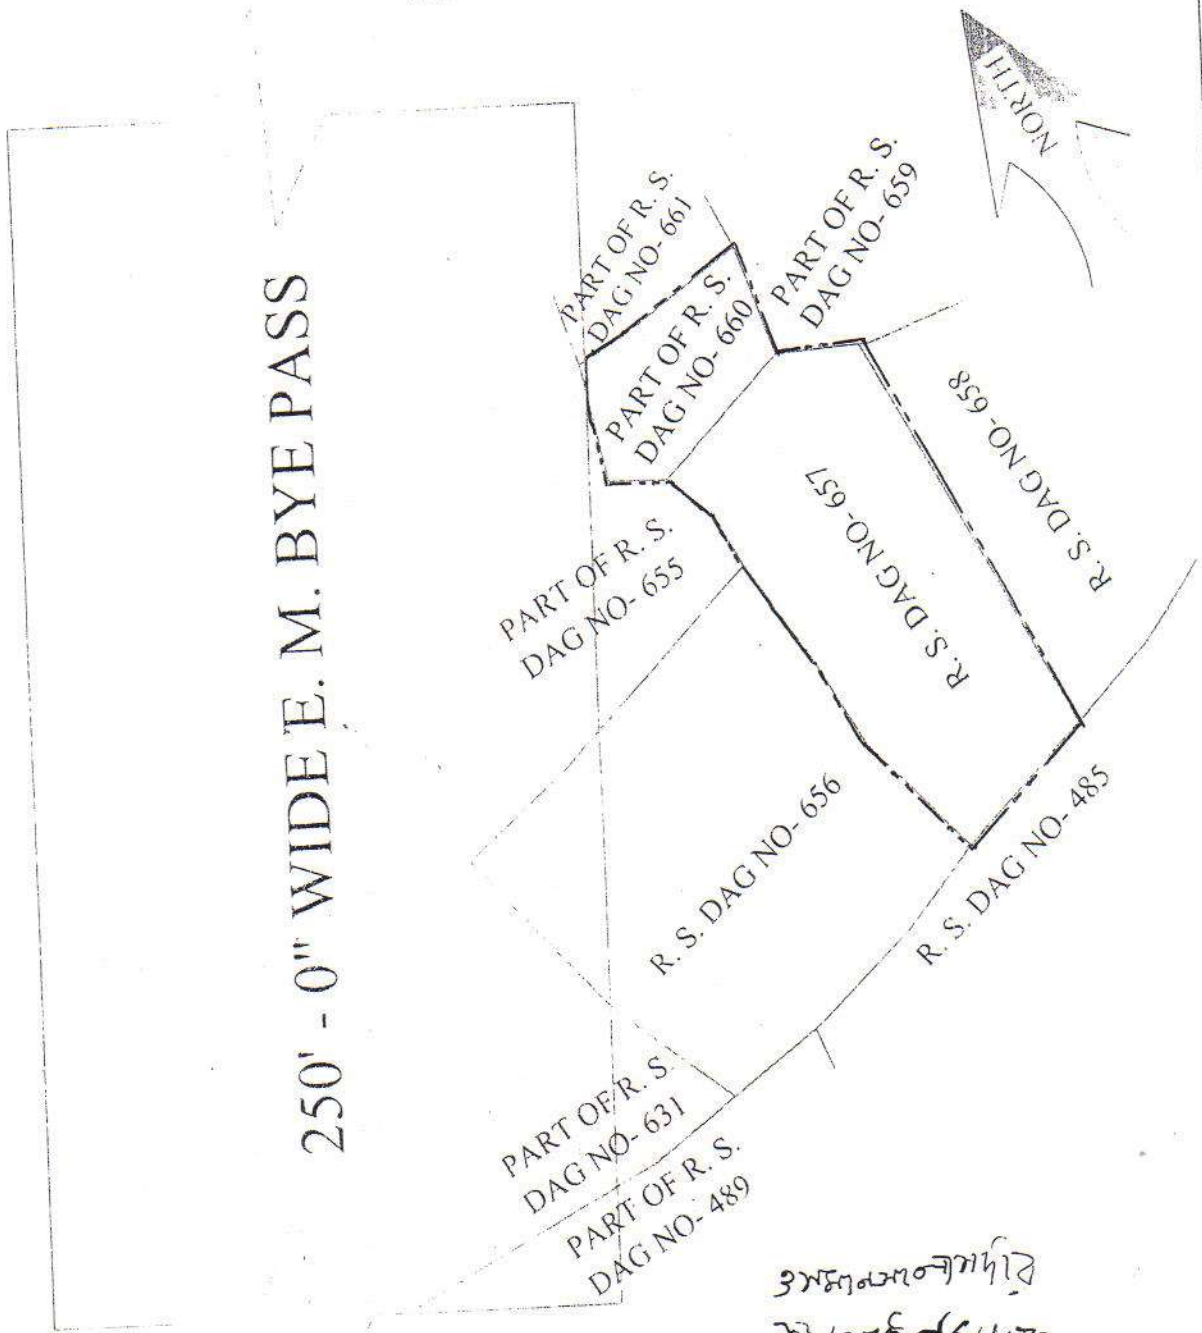 250' - 0" WIDE E. M. BYE PASS
NORTH
PART OF R. S.
DAG NO- 661
PART OF R. S.
DAG NO- 659
PART OF R. S.
DAG NO- 660
R. S. DAG NO- 658
R. S. DAG NO- 657
PART OF R. S.
DAG NO- 655
R. S. DAG NO- 656
R. S. DAG NO- 485
PART OF R. S.
DAG NO- 631
PART OF R. S.
DAG NO- 489